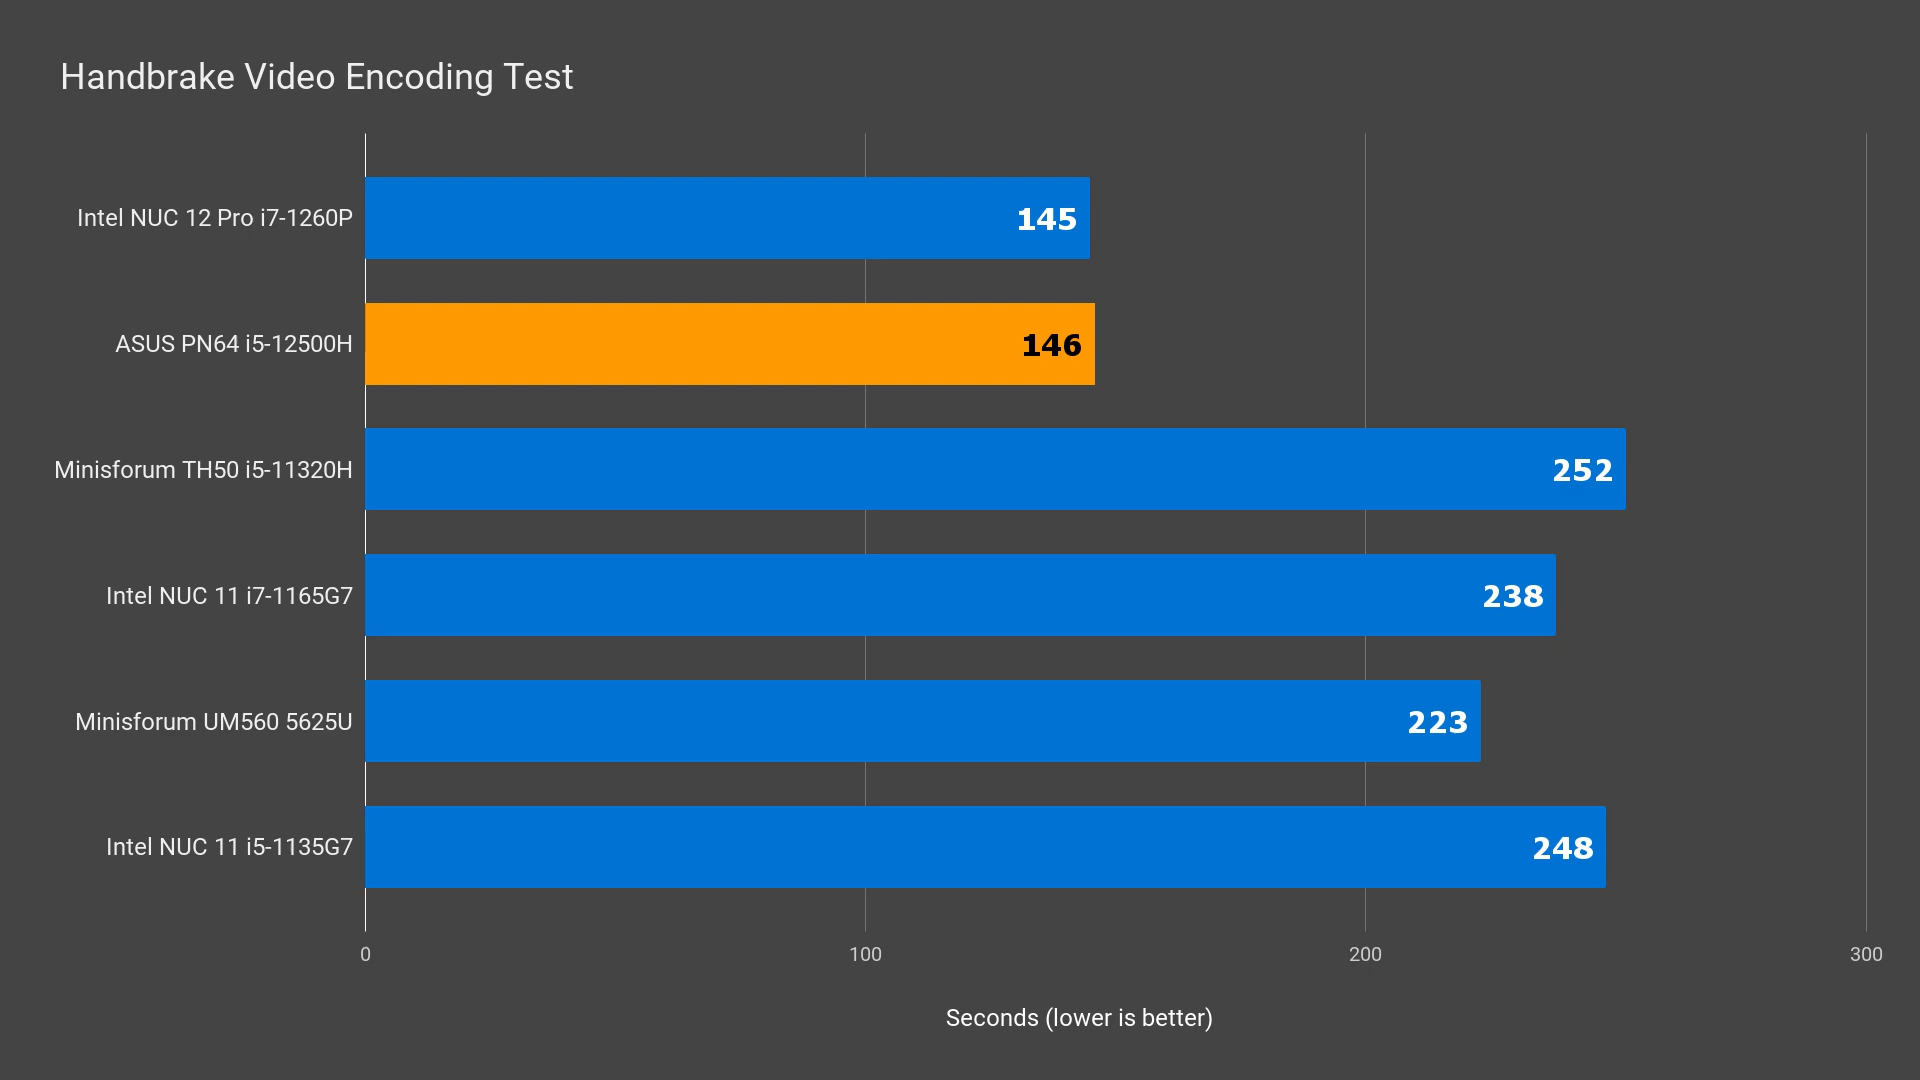 Handbrake Video Encoding Test
Intel NUC 12 Pro i7-1260P
145
ASUS PN64 i5-12500H
146
Minisforum TH50 i5-11320H
252
Intel NUC 11 i7-1165G7
238
Minisforum UM560 5625U
223
Intel NUC 11 i5-1135G7
248
0
100
200
300
Seconds (lower is better)